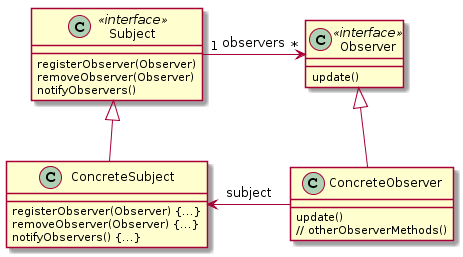 C
«interface»
Subject
registerObserver(Observer)
removeObserver(Observer)
notifyObservers()
1 observers *
C
«interface»
Observer
update()
C ConcreteSubject
registerObserver(Observer) {...}
removeObserver(Observer) {...}
notifyObservers() {...}
subject
C ConcreteObserver
update()
// otherObserverMethods()